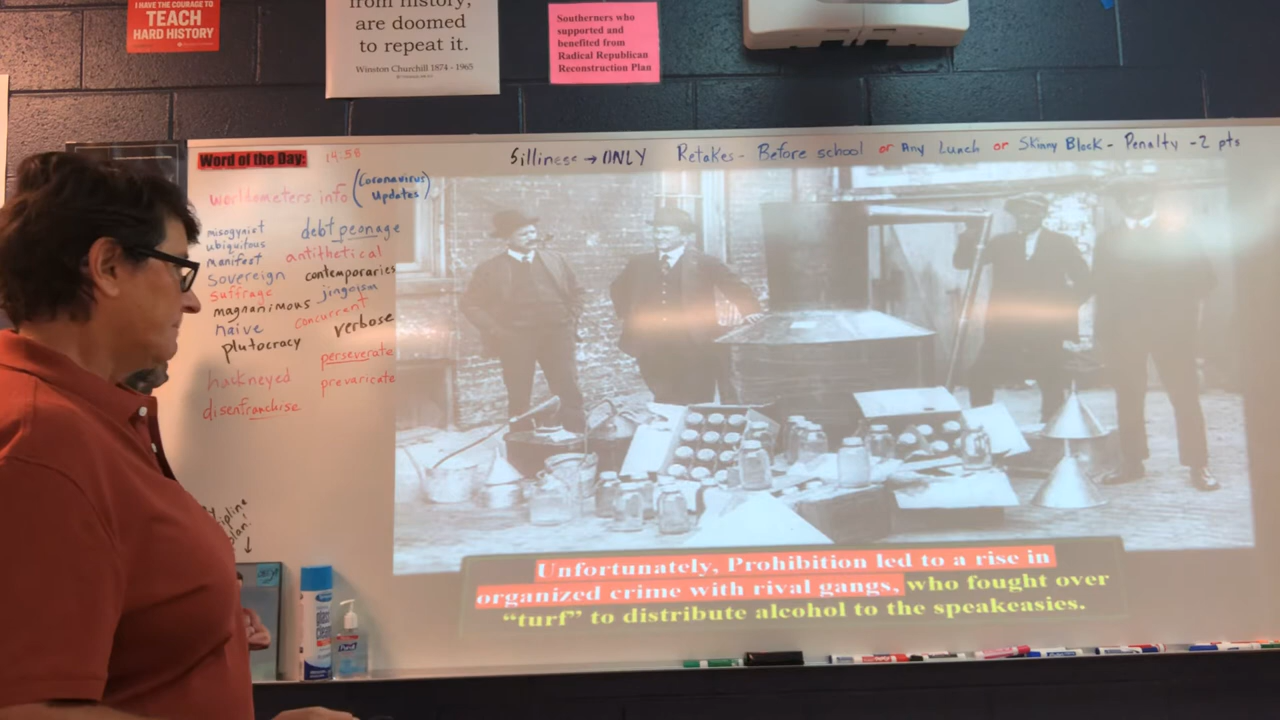 I HAVE THE COURAGE TO
TEACH
HARD HISTORY
from history,
are doomed
to repeat it.
Winston Churchill 1874 - 1965
Southerners who
supported and
benefited from
Radical Republican
Reconstruction Plan
Word of the Day:
14:58
Silliness → ONLY
Retakes - Before school or Any Lunch or Skinny Block - Penalty -2 pts
worldometers info (Coronavirus
Updates)
misogynist
ubiquitous
manifest
Sovereign
suffrage
magnanimous
naive
plutocracy
hackneyed
disenfranchise
debt peonage
antithetical
contemporaries
jingoism
concurrent
verbose
perseverate
prevaricate
plan!
Unfortunately, Prohibition led to a rise in
organized crime with rival gangs, who fought over
“turf” to distribute alcohol to the speakeasies.